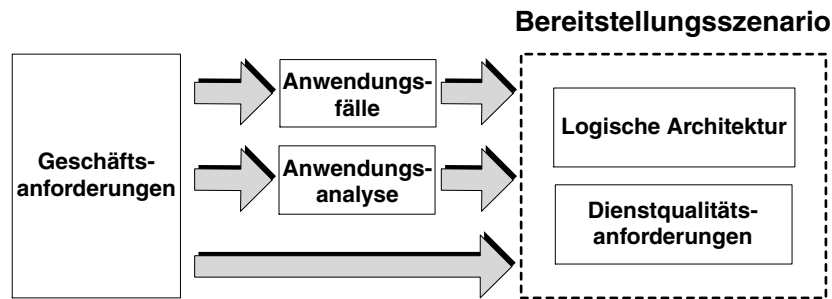 Bereitstellungsszenario
Geschäfts-
anforderungen
Anwendungs-
fälle
Anwendungs-
analyse
Logische Architektur
Dienstqualitäts-
anforderungen